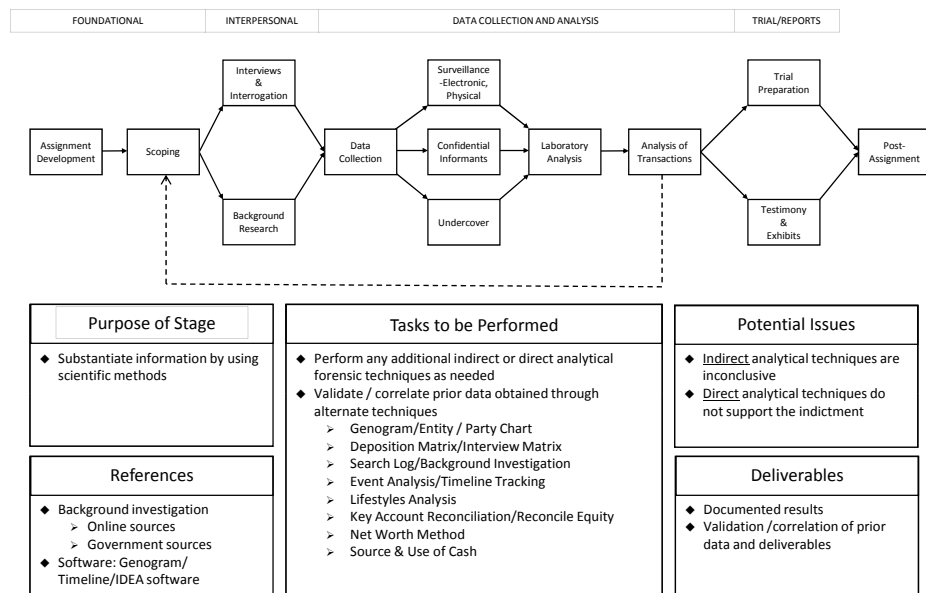 FOUNDATIONAL
INTERPERSONAL
DATA COLLECTION AND ANALYSIS
TRIAL/REPORTS
Assignment
Development
Scoping
Interviews
&
Interrogation
Background
Research
Data
Collection
Surveillance
-Electronic,
Physical
Confidential
Informants
Undercover
Laboratory
Analysis
Analysis of
Transactions
Trial
Preparation
Testimony
&
Exhibits
Post-
Assignment
Purpose of Stage
◆ Substantiate information by using
scientific methods
References
◆ Background investigation
➢ Online sources
➢ Government sources
◆ Software: Genogram/
Timeline/IDEA software
Tasks to be Performed
◆ Perform any additional indirect or direct analytical
forensic techniques as needed
◆ Validate / correlate prior data obtained through
alternate techniques
➢ Genogram/Entity / Party Chart
➢ Deposition Matrix/Interview Matrix
➢ Search Log/Background Investigation
➢ Event Analysis/Timeline Tracking
➢ Lifestyles Analysis
➢ Key Account Reconciliation/Reconcile Equity
➢ Net Worth Method
➢ Source & Use of Cash
Potential Issues
◆ Indirect analytical techniques are
inconclusive
◆ Direct analytical techniques do
not support the indictment
Deliverables
◆ Documented results
◆ Validation /correlation of prior
data and deliverables